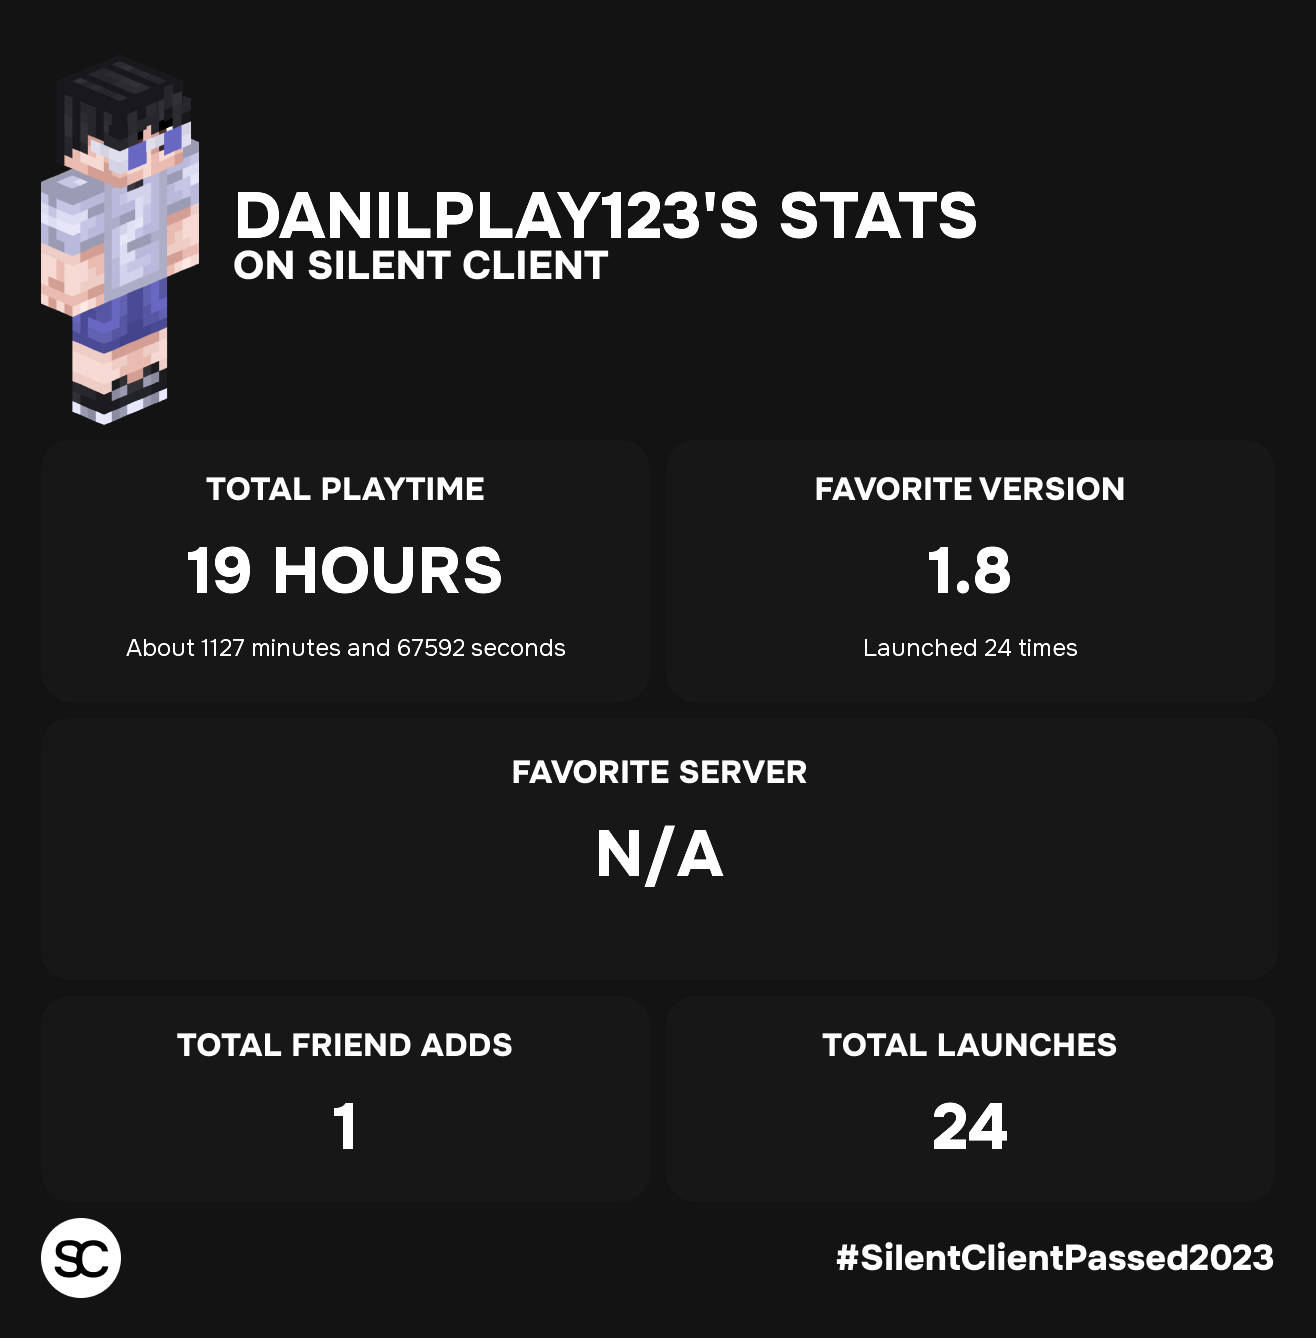 DANILPLAY123'S STATS
ON SILENT CLIENT
TOTAL PLAYTIME
19 HOURS
About 1127 minutes and 67592 seconds
FAVORITE VERSION
1.8
Launched 24 times
FAVORITE SERVER
N/A
TOTAL FRIEND ADDS
1
TOTAL LAUNCHES
24
SC
#SilentClientPassed2023